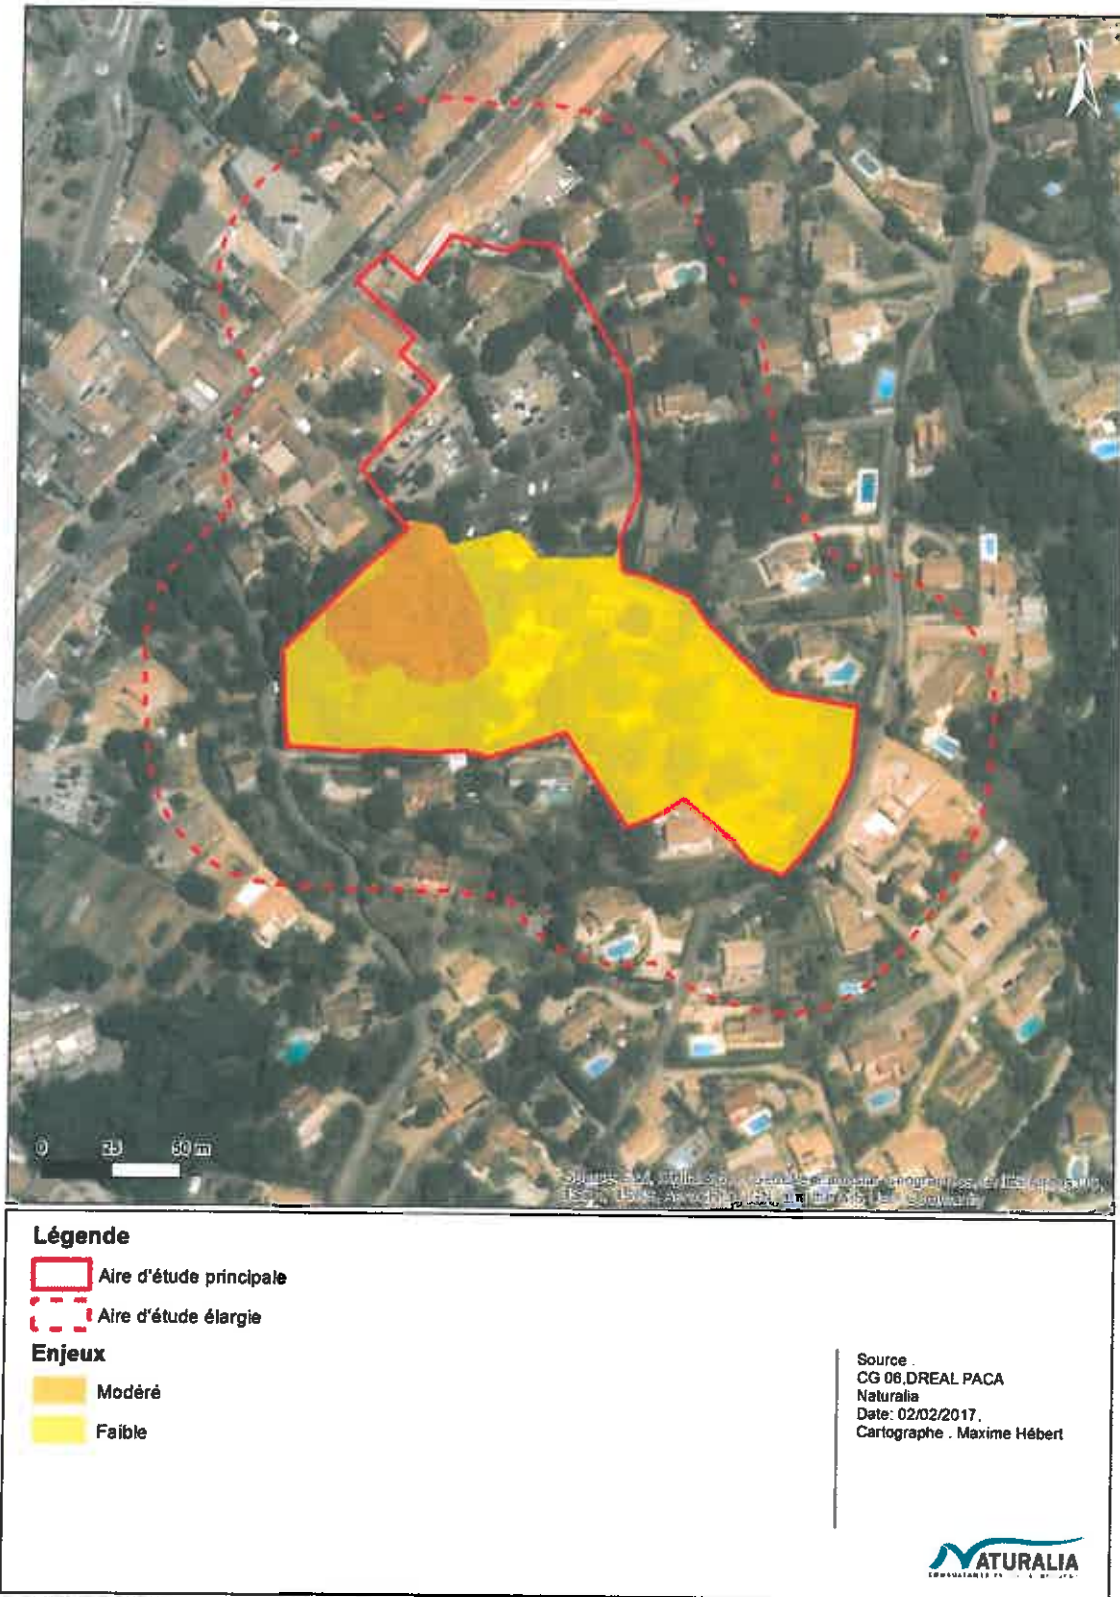 N
0 25 50 m
Légende
Aire d'étude principale
Aire d'étude élargie
Enjeux
Modéré
Faible
Source .
CG 06,DREAL PACA
Naturalia
Date: 02/02/2017,
Cartographe . Maxime Hébert
NATURALIA